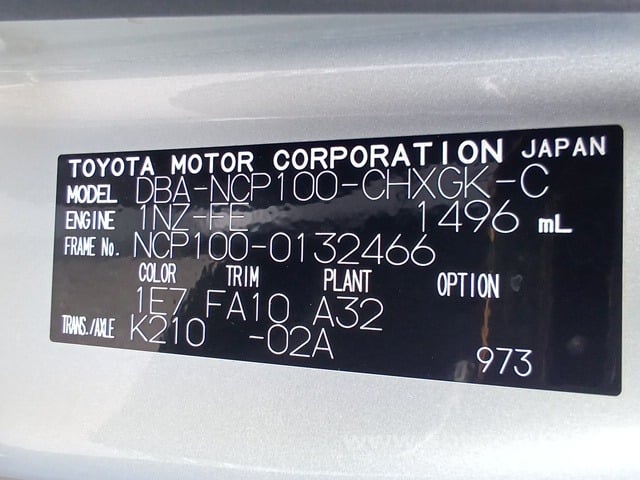 TOYOTA MOTOR CORPORATION JAPAN
MODEL DBA-NCP100-CHXGK-C
ENGINE 1NZ-FE 1496 mL
FRAME No. NCP100-0132466
COLOR TRIM PLANT OPTION
1E7 FA10 A32
TRANS./AXLE K210 -02A
973